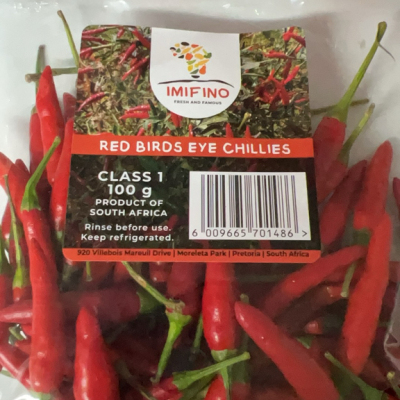 IMIFINO
FRESH AND FAMOUS
RED BIRDS EYE CHILLIES
CLASS 1
100 g
PRODUCT OF
SOUTH AFRICA
Rinse before use.
Keep refrigerated.
6 009665 701486 >
920 Villebois Mareuil Drive | Moreleta Park | Pretoria | South Africa